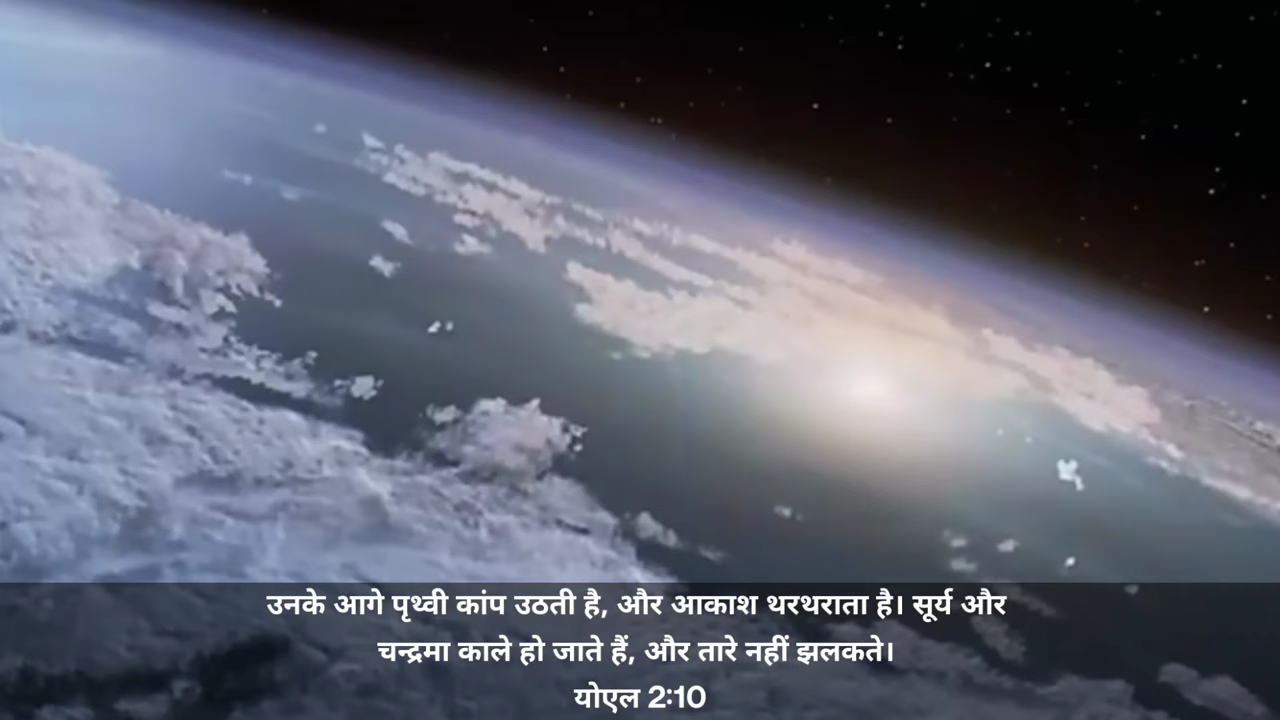 उनके आगे पृथ्वी कांप उठती है, और आकाश थरथराता है। सूर्य और
चन्द्रमा काले हो जाते हैं, और तारे नहीं झलकते।
योएल 2:10